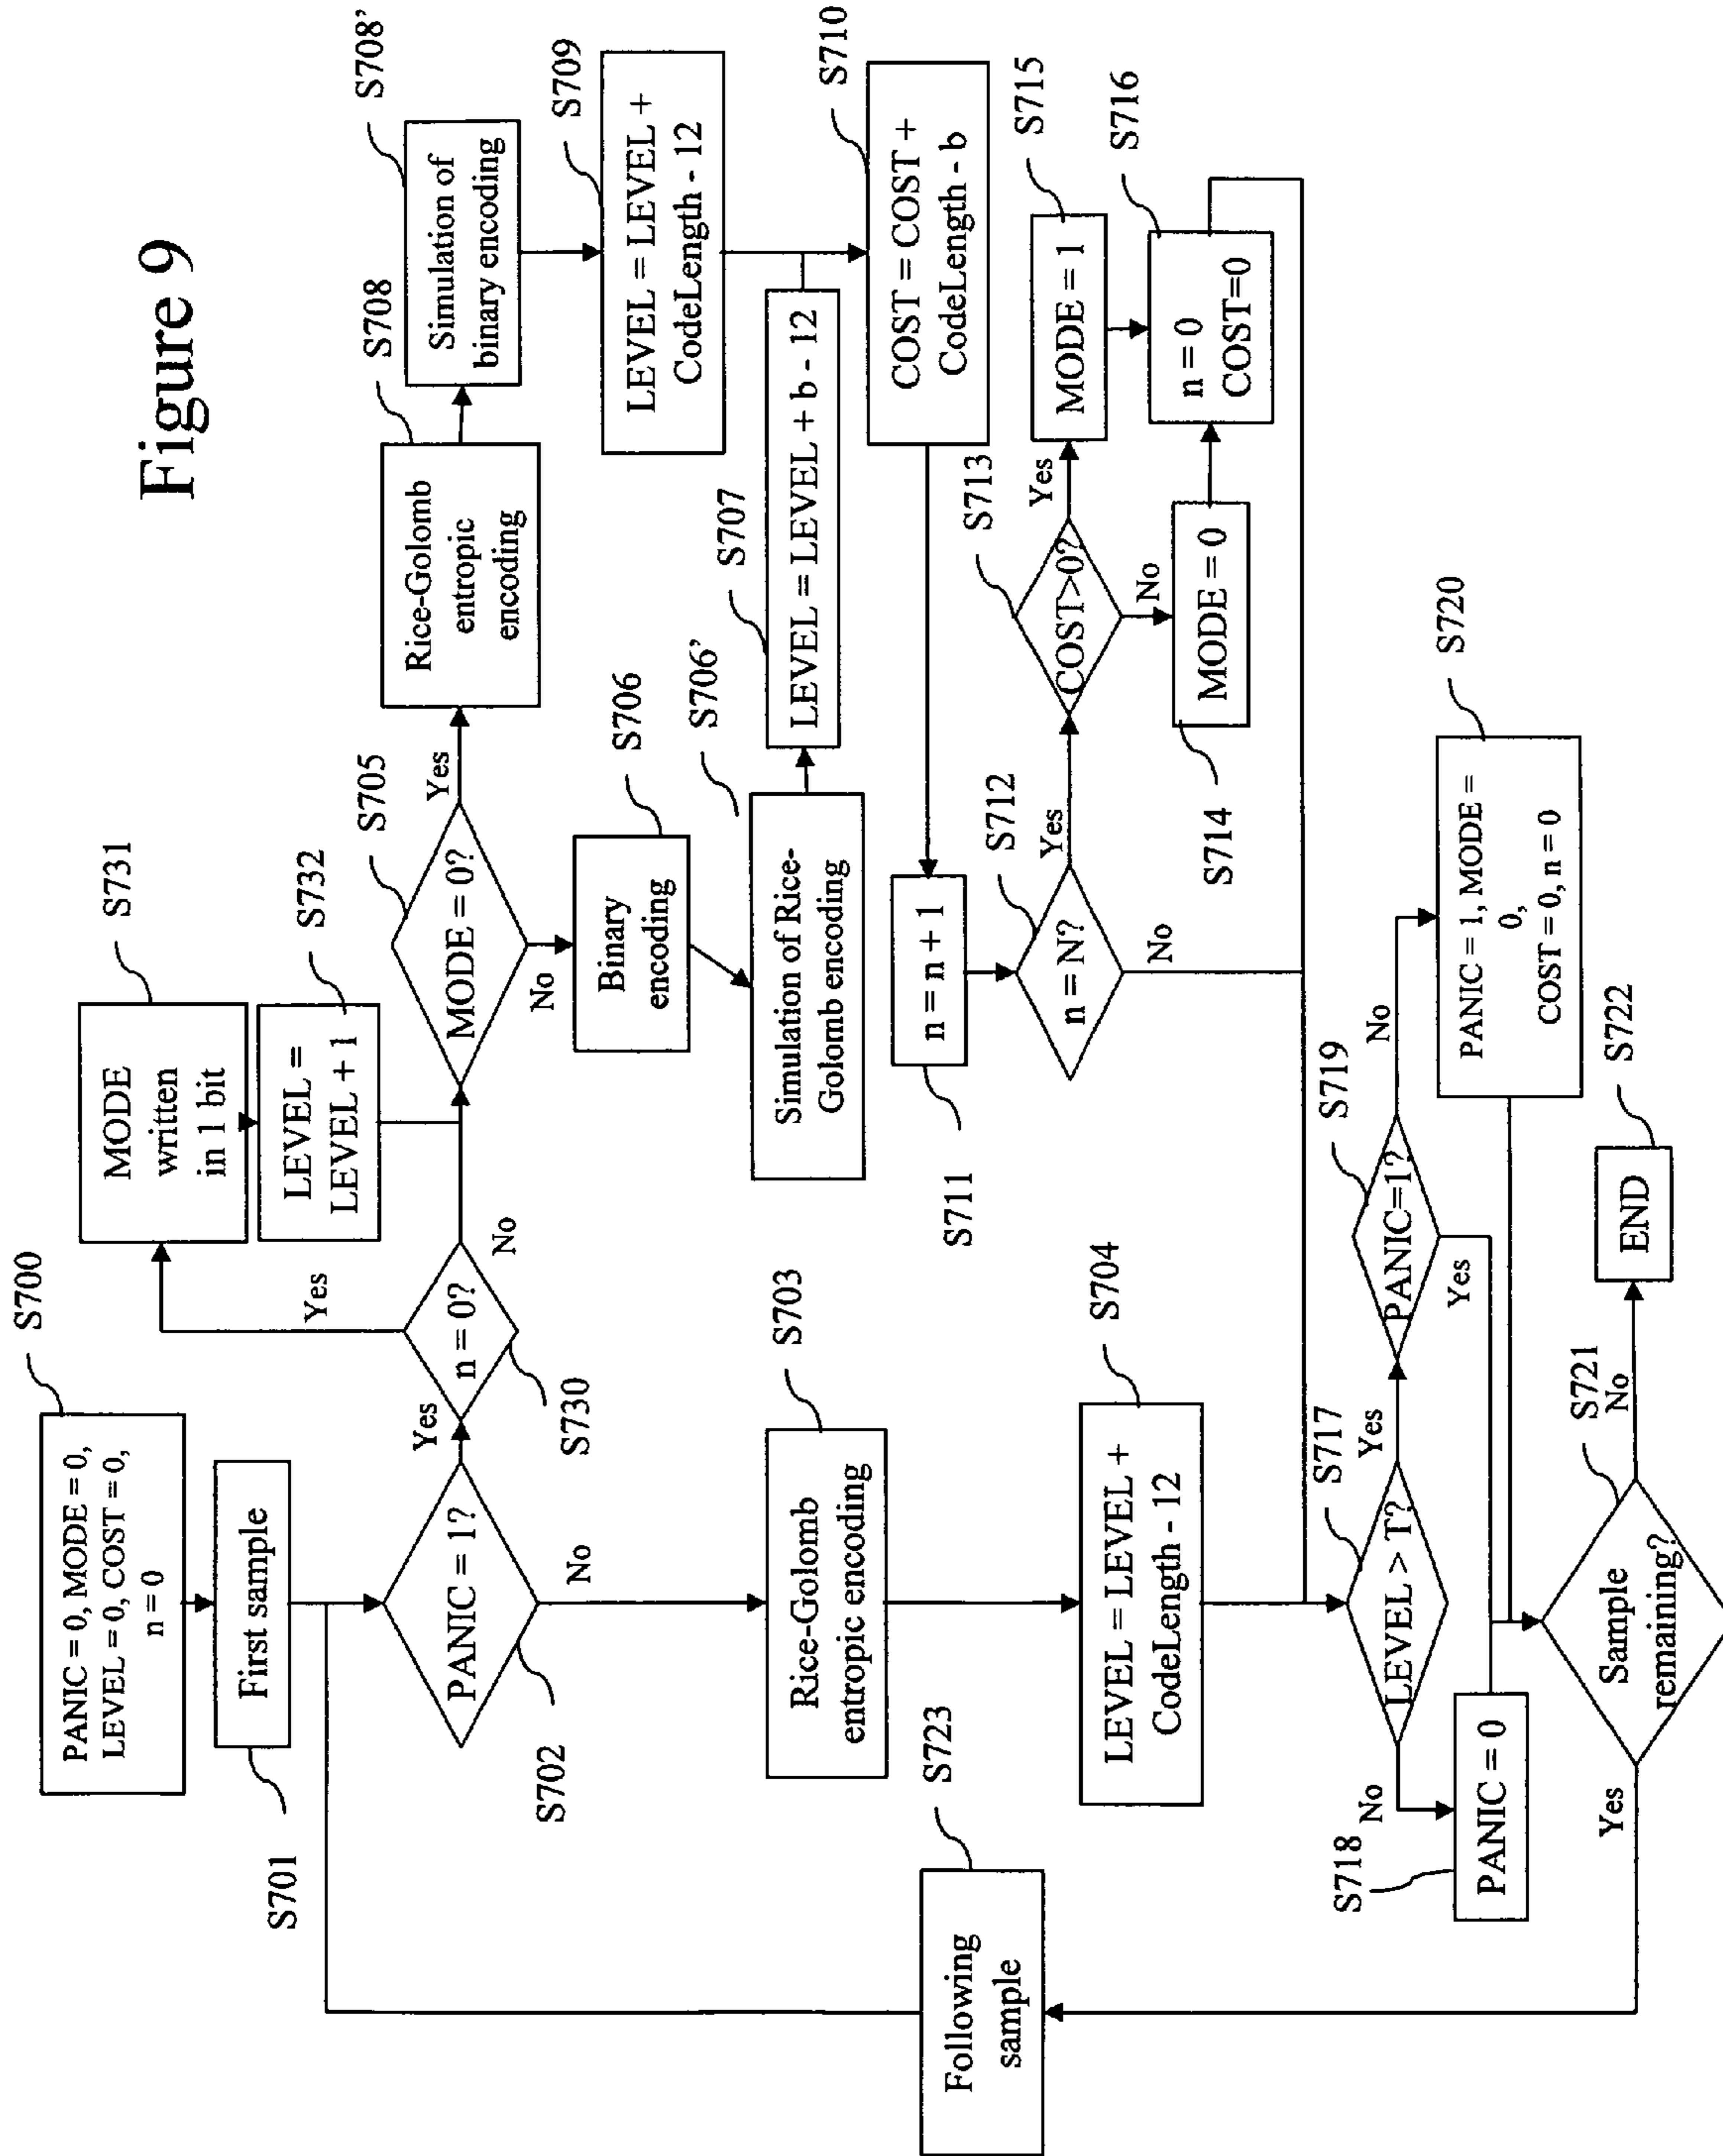 Figure 9
S700
PANIC = 0, MODE = 0,
LEVEL = 0, COST = 0,
n = 0
S701
First sample
S702
PANIC = 1?
Yes
No
S730
n = 0?
Yes
No
S731
MODE
written
in 1 bit
S732
LEVEL =
LEVEL + 1
S705
MODE = 0?
Yes
No
S708
Rice-Golomb
entropic
encoding
S708'
Simulation of
binary encoding
S709
LEVEL = LEVEL +
CodeLength - 12
S706
Binary
encoding
S706'
Simulation of Rice-
Golomb encoding
S707
LEVEL = LEVEL + b - 12
S710
COST = COST +
CodeLength - b
S711
n = n + 1
S712
n = N?
Yes
No
S713
COST>0?
Yes
No
S715
MODE = 1
S714
MODE = 0
S716
n = 0
COST=0
S703
Rice-Golomb
entropic encoding
S704
LEVEL = LEVEL +
CodeLength - 12
S717
LEVEL > T?
Yes
No
S718
PANIC = 0
S719
PANIC=1?
No
Yes
S720
PANIC = 1, MODE =
0,
COST = 0, n = 0
S721
Sample
remaining?
No
Yes
S722
END
S723
Following
sample